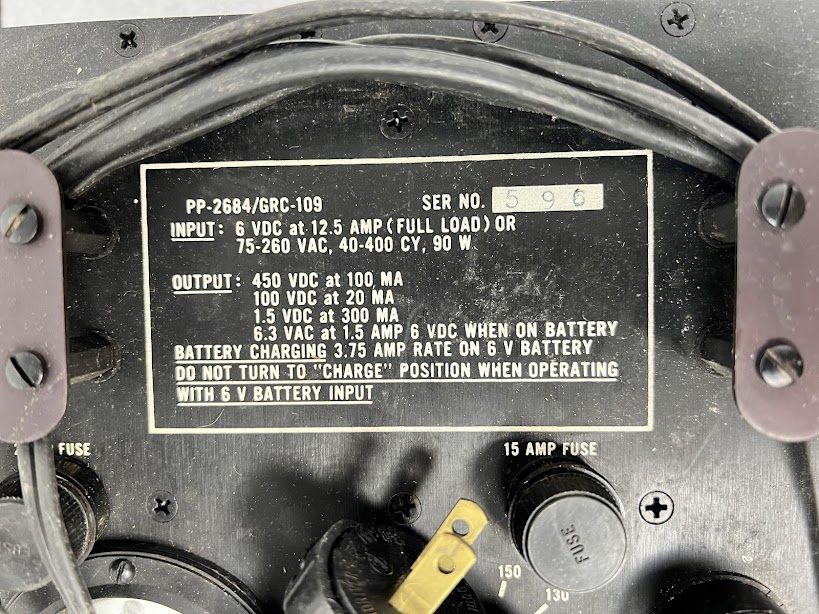 PP-2684/GRC-109 SER NO. 596
INPUT: 6 VDC at 12.5 AMP (FULL LOAD) OR
75-260 VAC, 40-400 CY, 90 W
OUTPUT: 450 VDC at 100 MA
100 VDC at 20 MA
1.5 VDC at 300 MA
6.3 VAC at 1.5 AMP 6 VDC WHEN ON BATTERY
BATTERY CHARGING 3.75 AMP RATE ON 6 V BATTERY
DO NOT TURN TO "CHARGE" POSITION WHEN OPERATING
WITH 6 V BATTERY INPUT
FUSE 15 AMP FUSE
FUSE
FUSE
150
130